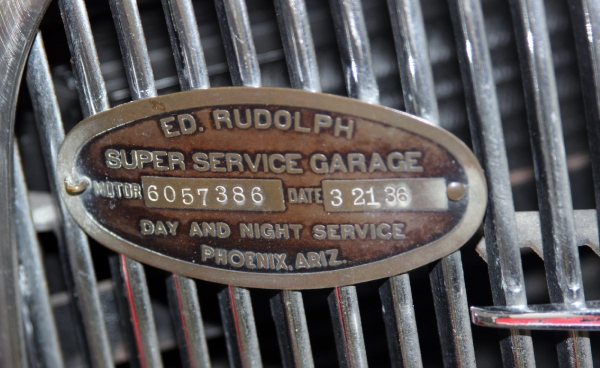 ED. RUDOLPH
SUPER SERVICE GARAGE
MOTOR 6057386 DATE 3 21 36
DAY AND NIGHT SERVICE
PHOENIX, ARIZ.